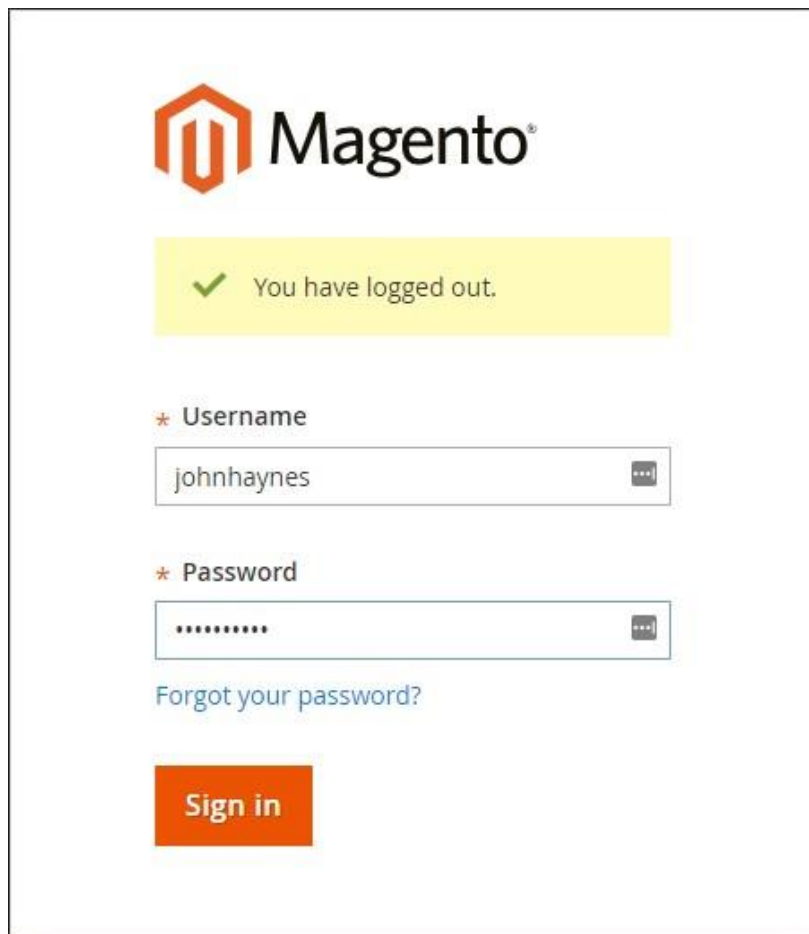 Magento®
You have logged out.
* Username
johnhaynes
* Password
••••••••••
Forgot your password?
Sign in